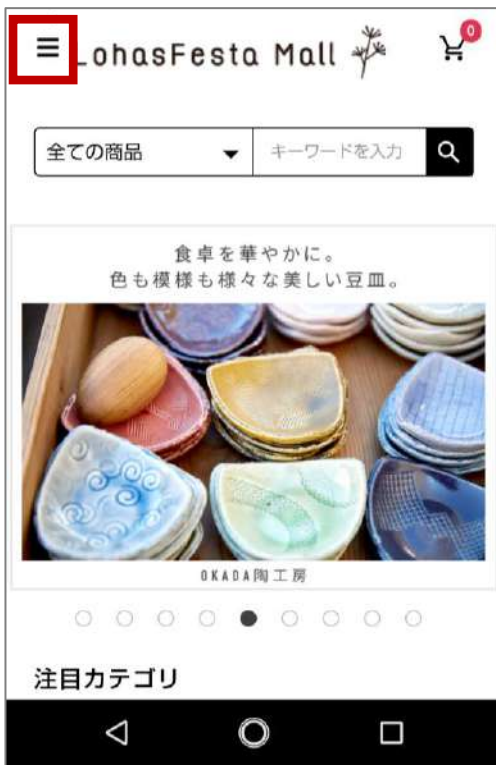 LohasFesta Mall
0
全ての商品
キーワードを入力
食卓を華やかに。
色も模様も様々な美しい豆皿。
OKADA陶工房
注目カテゴリ